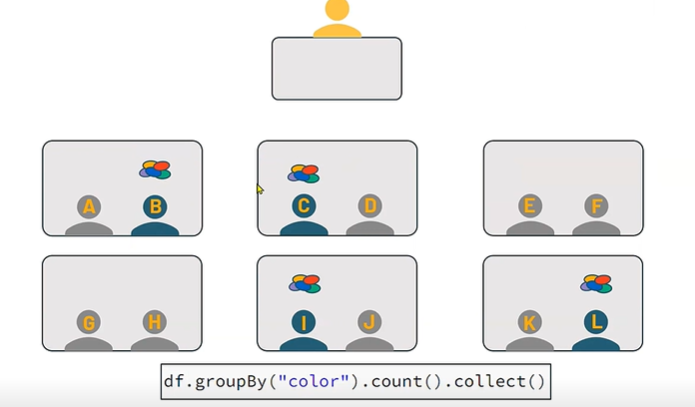 A B C D E F
G H I J K L
df.groupBy("color").count().collect()